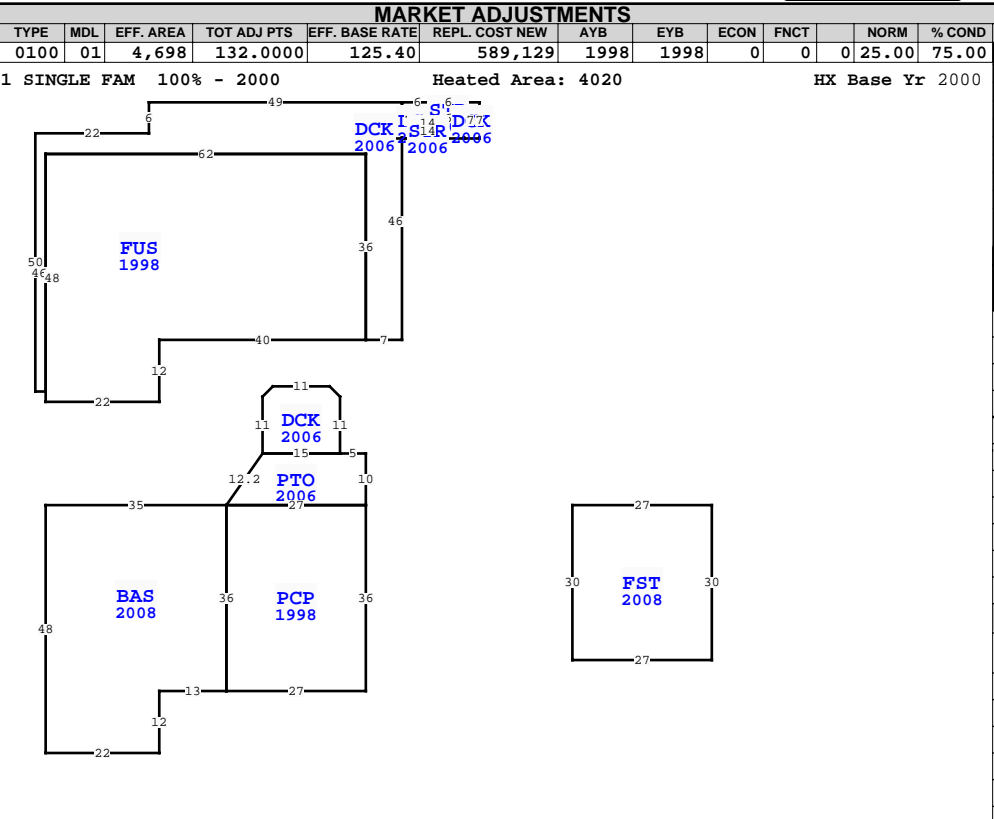 MARKET ADJUSTMENTS
TYPE MDL EFF. AREA TOT ADJ PTS EFF. BASE RATE REPL. COST NEW AYB EYB ECON FNCT NORM % COND
0100 01 4,698 132.0000 125.40 589,129 1998 1998 0 0 0 25.00 75.00
1 SINGLE FAM 100% - 2000 Heated Area: 4020 HX Base Yr 2000
49 6 6
6
22
14
14
DCK
2006 2006 2006
62
46
36
FUS
1998
50
46
48
40 7
12
22
11
11 DCK 11
2006
15 5
12.2 PTO 10
2006
35 27 27
30 FST 30
2008
BAS 36 PCP 36
2008 1998
48
27
13 27
12
22